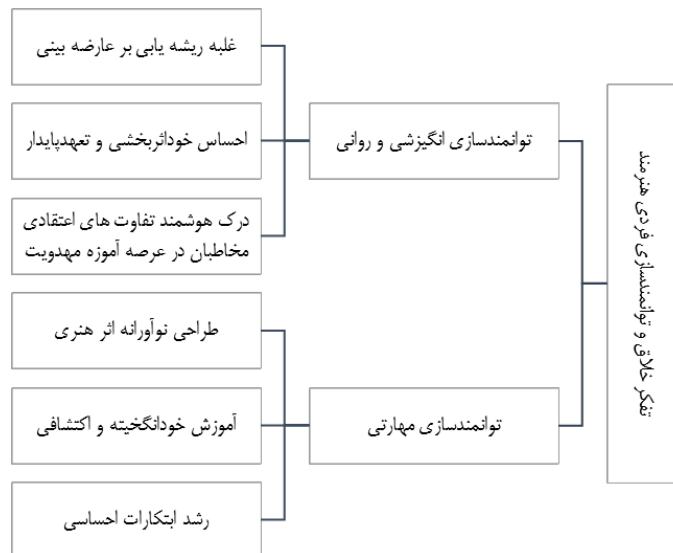 تفکر خلاق و توانمندسازی فردی هنرمند
توانمندسازی انگیزشی و روانی
غلبه ریشه یابی بر عارضه بینی
احساس خوداثربخشی و تعهدپایدار
درک هوشمند تفاوت های اعتقادی
مخاطبان در عرصه آموزه مهدویت
توانمندسازی مهارتی
طراحی نوآورانه اثر هنری
آموزش خودانگخیته و اکتشافی
رشد ابتکارات احساسی